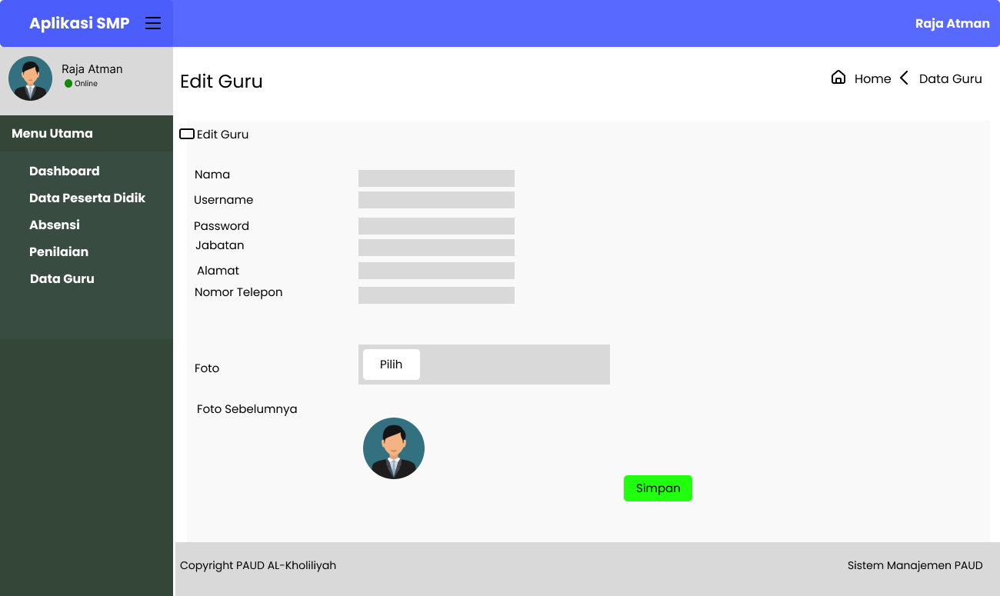 Aplikasi SMP
Raja Atman
Raja Atman
Online
Menu Utama
Dashboard
Data Peserta Didik
Absensi
Penilaian
Data Guru
Edit Guru
Home
Data Guru
Edit Guru
Nama
Username
Password
Jabatan
Alamat
Nomor Telepon
Foto
Pilih
Foto Sebelumnya
Simpan
Copyright PAUD AL-Kholiliyah
Sistem Manajemen PAUD